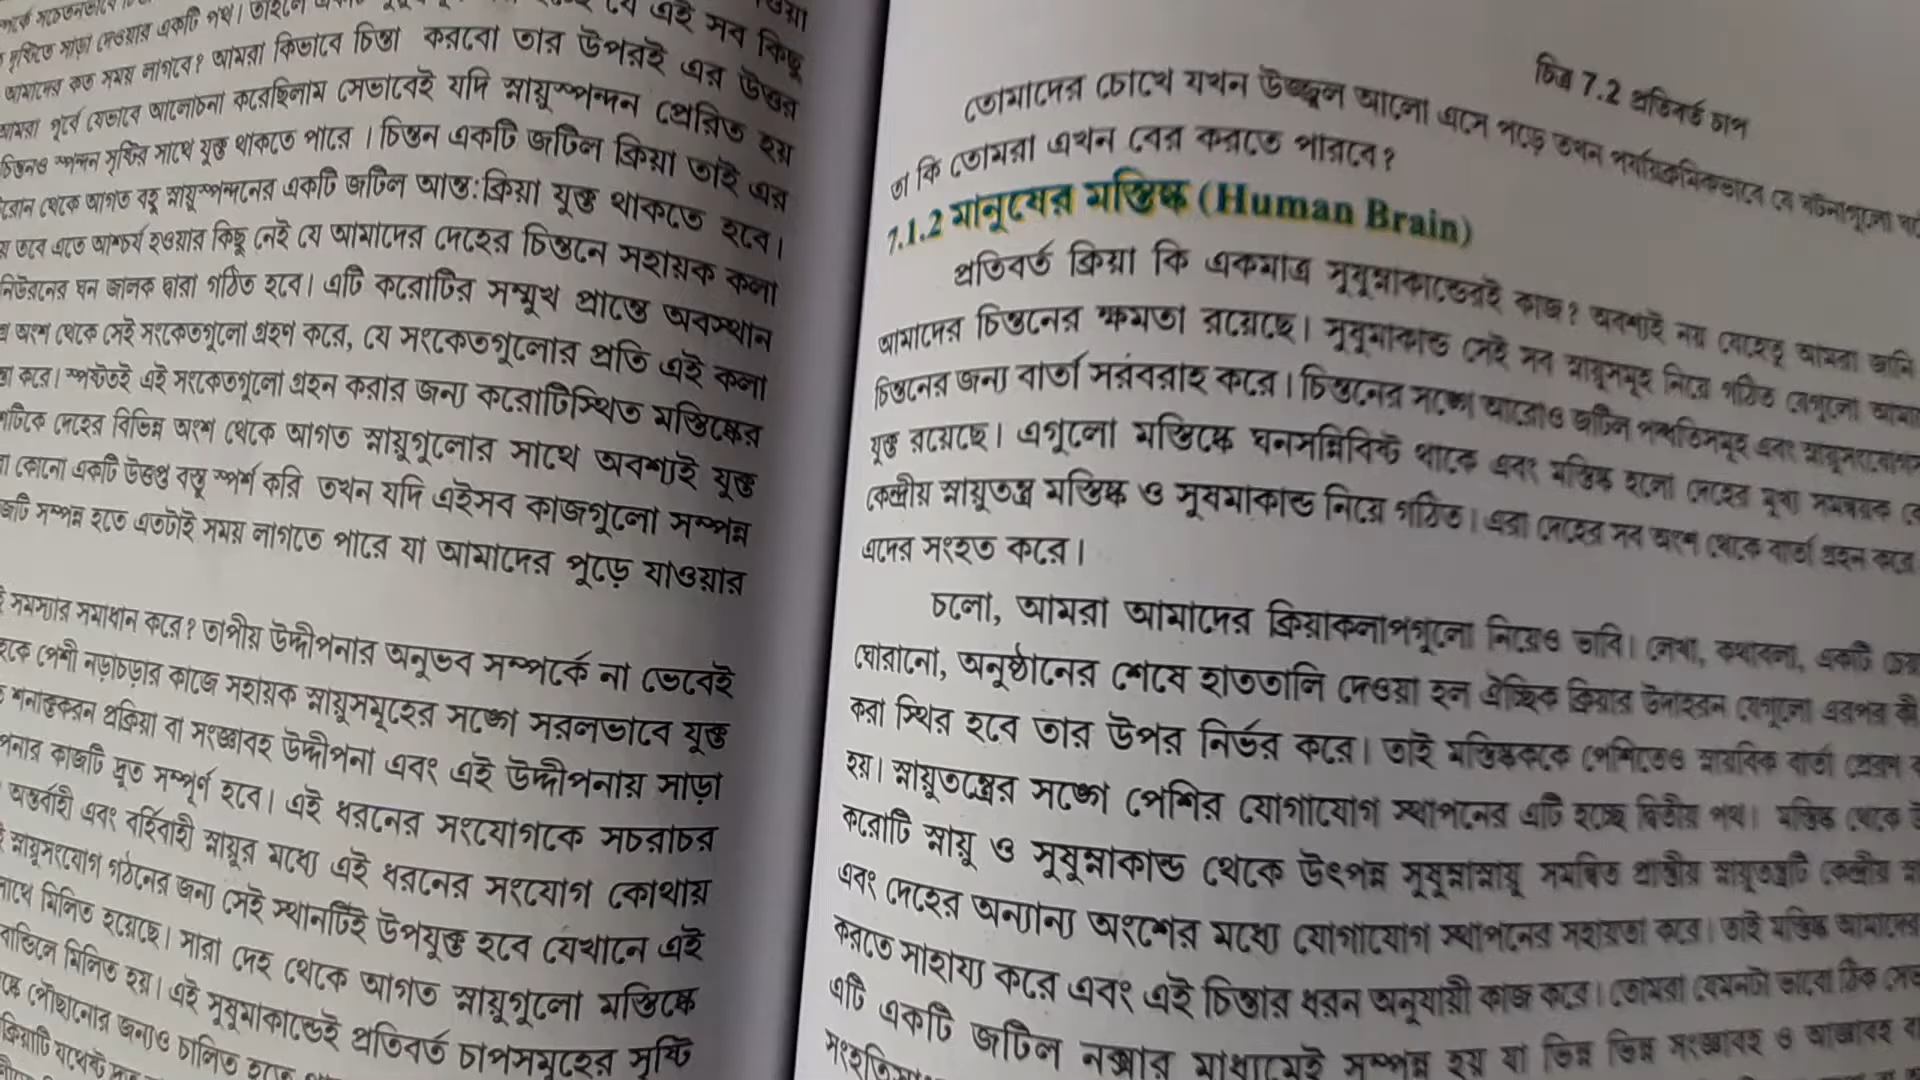 এই সব কিছু
সাড়া দেওয়ার একটি পথ।
আমাদের কত সময় লাগবে? আমরা কিভাবে চিন্তা করবো তার উপরই এর উত্তর
আমরা পূর্বে যেভাবে আলোচনা করেছিলাম সেভাবেই যদি স্নায়ুস্পন্দন প্রেরিত হয়
চিন্তনও স্পন্দন সৃষ্টির সাথে যুক্ত থাকতে পারে । চিন্তন একটি জটিল ক্রিয়া তাই এর
থেকে আগত বহু স্নায়ুস্পন্দনের একটি জটিল আন্ত:ক্রিয়া যুক্ত থাকতে হবে।
তবে এতে আশ্চর্য হওয়ার কিছু নেই যে আমাদের দেহের চিন্তনে সহায়ক কলা
নিউরনের ঘন জালক দ্বারা গঠিত হবে। এটি করোটির সম্মুখ প্রান্তে অবস্থান
অংশ থেকে সেই সংকেতগুলো গ্রহণ করে, যে সংকেতগুলোর প্রতি এই কলা
করে। স্পষ্টতই এই সংকেতগুলো গ্রহন করার জন্য করোটিস্থিত মস্তিষ্কের
দেহের বিভিন্ন অংশ থেকে আগত স্নায়ুগুলোর সাথে অবশ্যই যুক্ত
কোনো একটি উত্তপ্ত বস্তু স্পর্শ করি তখন যদি এইসব কাজগুলো সম্পন্ন
সম্পন্ন হতে এতটাই সময় লাগতে পারে যা আমাদের পুড়ে যাওয়ার
সমস্যার সমাধান করে? তাপীয় উদ্দীপনার অনুভব সম্পর্কে না ভেবেই
পেশী নড়াচড়ার কাজে সহায়ক স্নায়ুসমূহের সঙ্গে সরলভাবে যুক্ত
শনাক্তকরন প্রক্রিয়া বা সংজ্ঞাবহ উদ্দীপনা এবং এই উদ্দীপনায় সাড়া
কাজটি দ্রুত সম্পূর্ণ হবে। এই ধরনের সংযোগকে সচরাচর
অন্তর্বাহী এবং বর্হিবাহী স্নায়ুর মধ্যে এই ধরনের সংযোগ কোথায়
স্নায়ুসংযোগ গঠনের জন্য সেই স্থানটিই উপযুক্ত হবে যেখানে এই
মিলিত হয়েছে। সারা দেহ থেকে আগত স্নায়ুগুলো মস্তিষ্কে
মিলিত হয়। এই সুষুমাকান্ডেই প্রতিবর্ত চাপসমূহের সৃষ্টি
পৌঁছানোর জন্যও চালিত
চিত্র 7.2 প্রতিবর্ত চাপ
তোমাদের চোখে যখন উজ্জ্বল আলো এসে পড়ে তখন পর্যায়ক্রমিকভাবে যে ঘটনাগুলো
তা কি তোমরা এখন বের করতে পারবে?
7.1.2 মানুষের মস্তিষ্ক (Human Brain)
প্রতিবর্ত ক্রিয়া কি একমাত্র সুষুম্নাকান্ডেরই কাজ? অবশ্যই নয় যেহেতু আমরা জানি
আমাদের চিন্তনের ক্ষমতা রয়েছে। সুষুমাকান্ড সেই সব স্নায়ুসমূহ নিয়ে গঠিত যেগুলো
চিন্তনের জন্য বার্তা সরবরাহ করে। চিন্তনের সঙ্গে আরোও জটিল পদ্ধতিসমূহ এবং
যুক্ত রয়েছে। এগুলো মস্তিষ্কে ঘনসন্নিবিষ্ট থাকে এবং মস্তিষ্ক হলো দেহের মুখ্য সমন্বয়ক
কেন্দ্রীয় স্নায়ুতন্ত্র মস্তিষ্ক ও সুষমাকান্ড নিয়ে গঠিত। এরা দেহের সব অংশ থেকে বার্তা গ্রহন করে
এদের সংহত করে।
চলো, আমরা আমাদের ক্রিয়াকলাপগুলো নিয়েও ভাবি। লেখা, কথাবলা, একটি
ঘোরানো, অনুষ্ঠানের শেষে হাততালি দেওয়া হল ঐচ্ছিক ক্রিয়ার উদাহরন যেগুলো এরপর কী
করা স্থির হবে তার উপর নির্ভর করে। তাই মস্তিষ্ককে পেশিতেও স্নায়বিক বার্তা প্রেরণ
হয়। স্নায়ুতন্ত্রের সঙ্গে পেশির যোগাযোগ স্থাপনের এটি হচ্ছে দ্বিতীয় পথ। মস্তিষ্ক থেকে
করোটি স্নায়ু ও সুষুম্নাকান্ড থেকে উৎপন্ন সুষুম্নাস্নায়ু সমন্বিত প্রান্তীয় স্নায়ুতন্ত্রটি কেন্দ্রীয়
এবং দেহের অন্যান্য অংশের মধ্যে যোগাযোগ স্থাপনের সহায়তা করে। তাই মস্তিষ্ক আমাদের
করতে সাহায্য করে এবং এই চিন্তার ধরন অনুযায়ী কাজ করে। তোমরা যেমনটা ভাবো ঠিক
এটি একটি জটিল নক্সার মাধ্যমেই সম্পন্ন হয় যা ভিন্ন ভিন্ন সংজ্ঞাবহ ও আজ্ঞাবহ